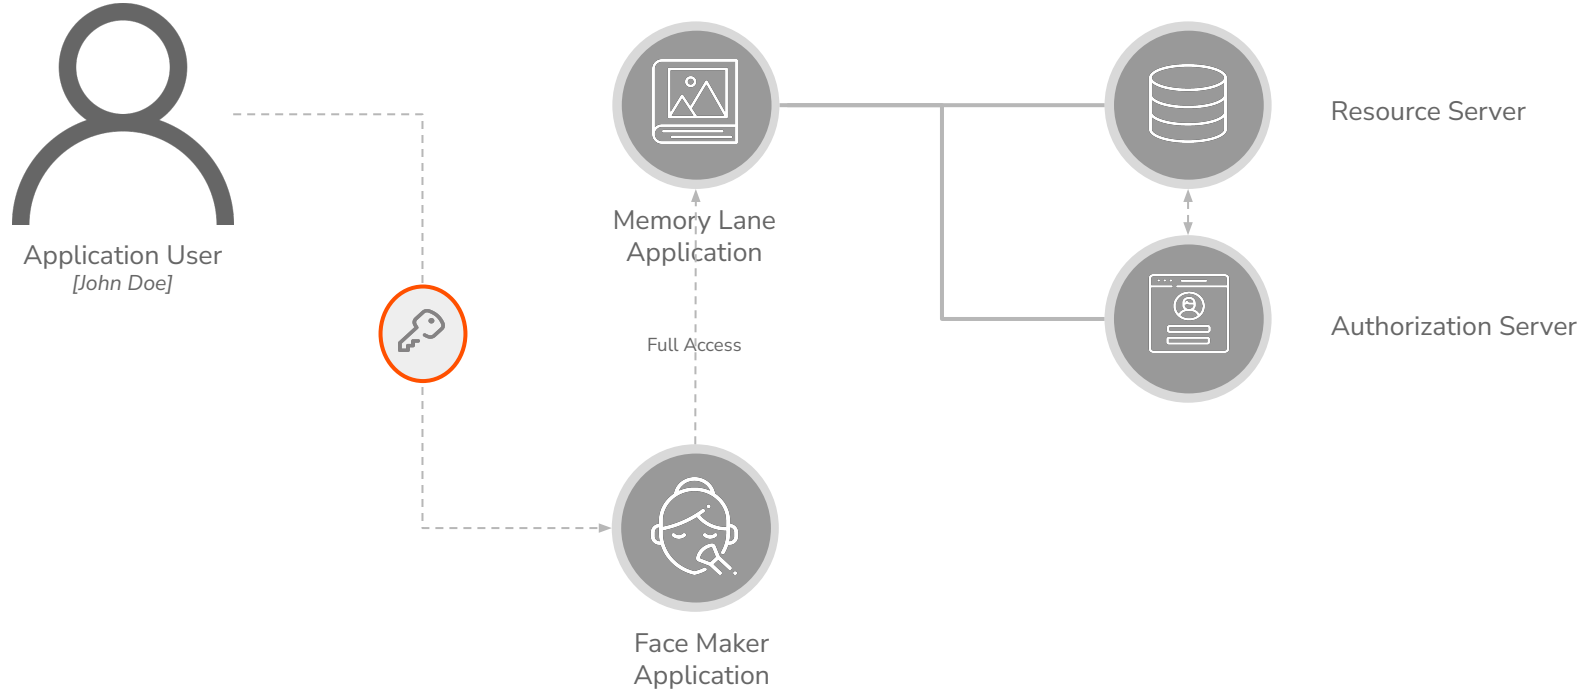 Application User
[John Doe]
Memory Lane
Application
Full Access
Face Maker
Application
Resource Server
Authorization Server